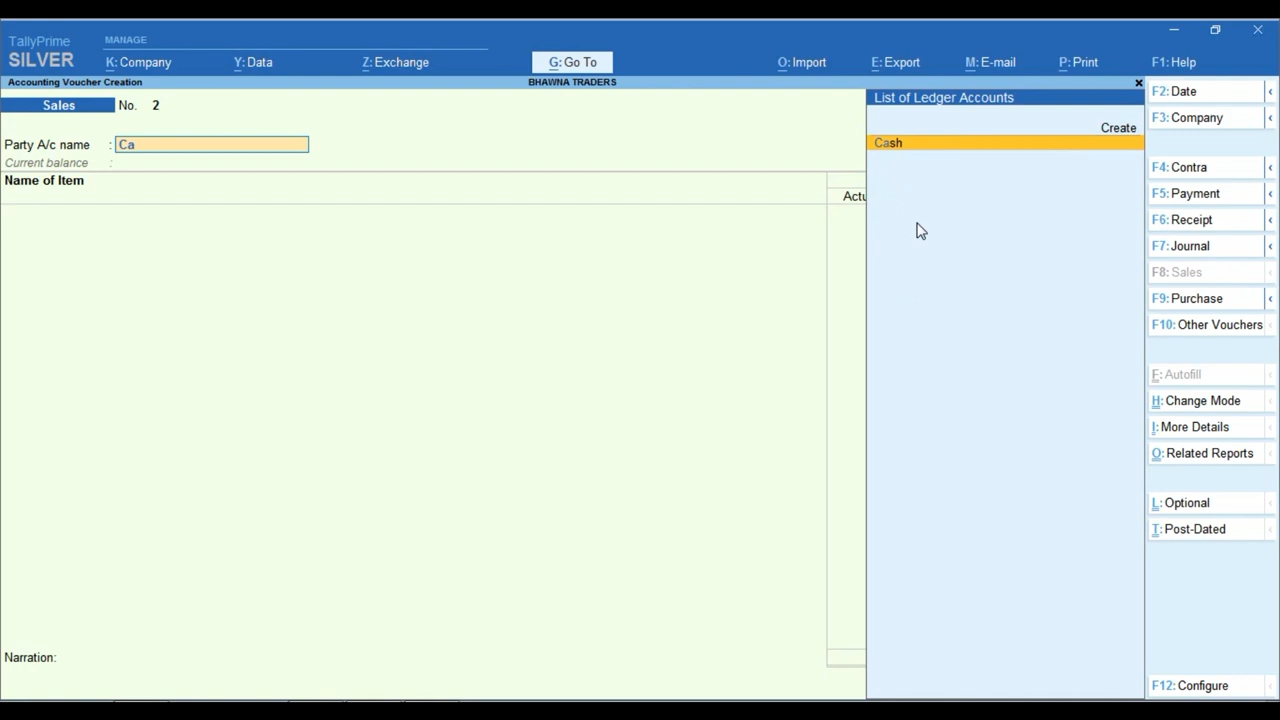 TallyPrime
SILVER
MANAGE
K: Company
Y: Data
Z: Exchange
G: Go To
O: Import
E: Export
M: E-mail
P: Print
F1: Help
Accounting Voucher Creation
BHAWNA TRADERS
Sales No. 2
Party A/c name : Ca
Current balance :
Name of Item
Actu
Narration:
List of Ledger Accounts
Create
Cash
F2: Date
F3: Company
F4: Contra
F5: Payment
F6: Receipt
F7: Journal
F8: Sales
F9: Purchase
F10: Other Vouchers
F: Autofill
H: Change Mode
I: More Details
O: Related Reports
L: Optional
T: Post-Dated
F12: Configure